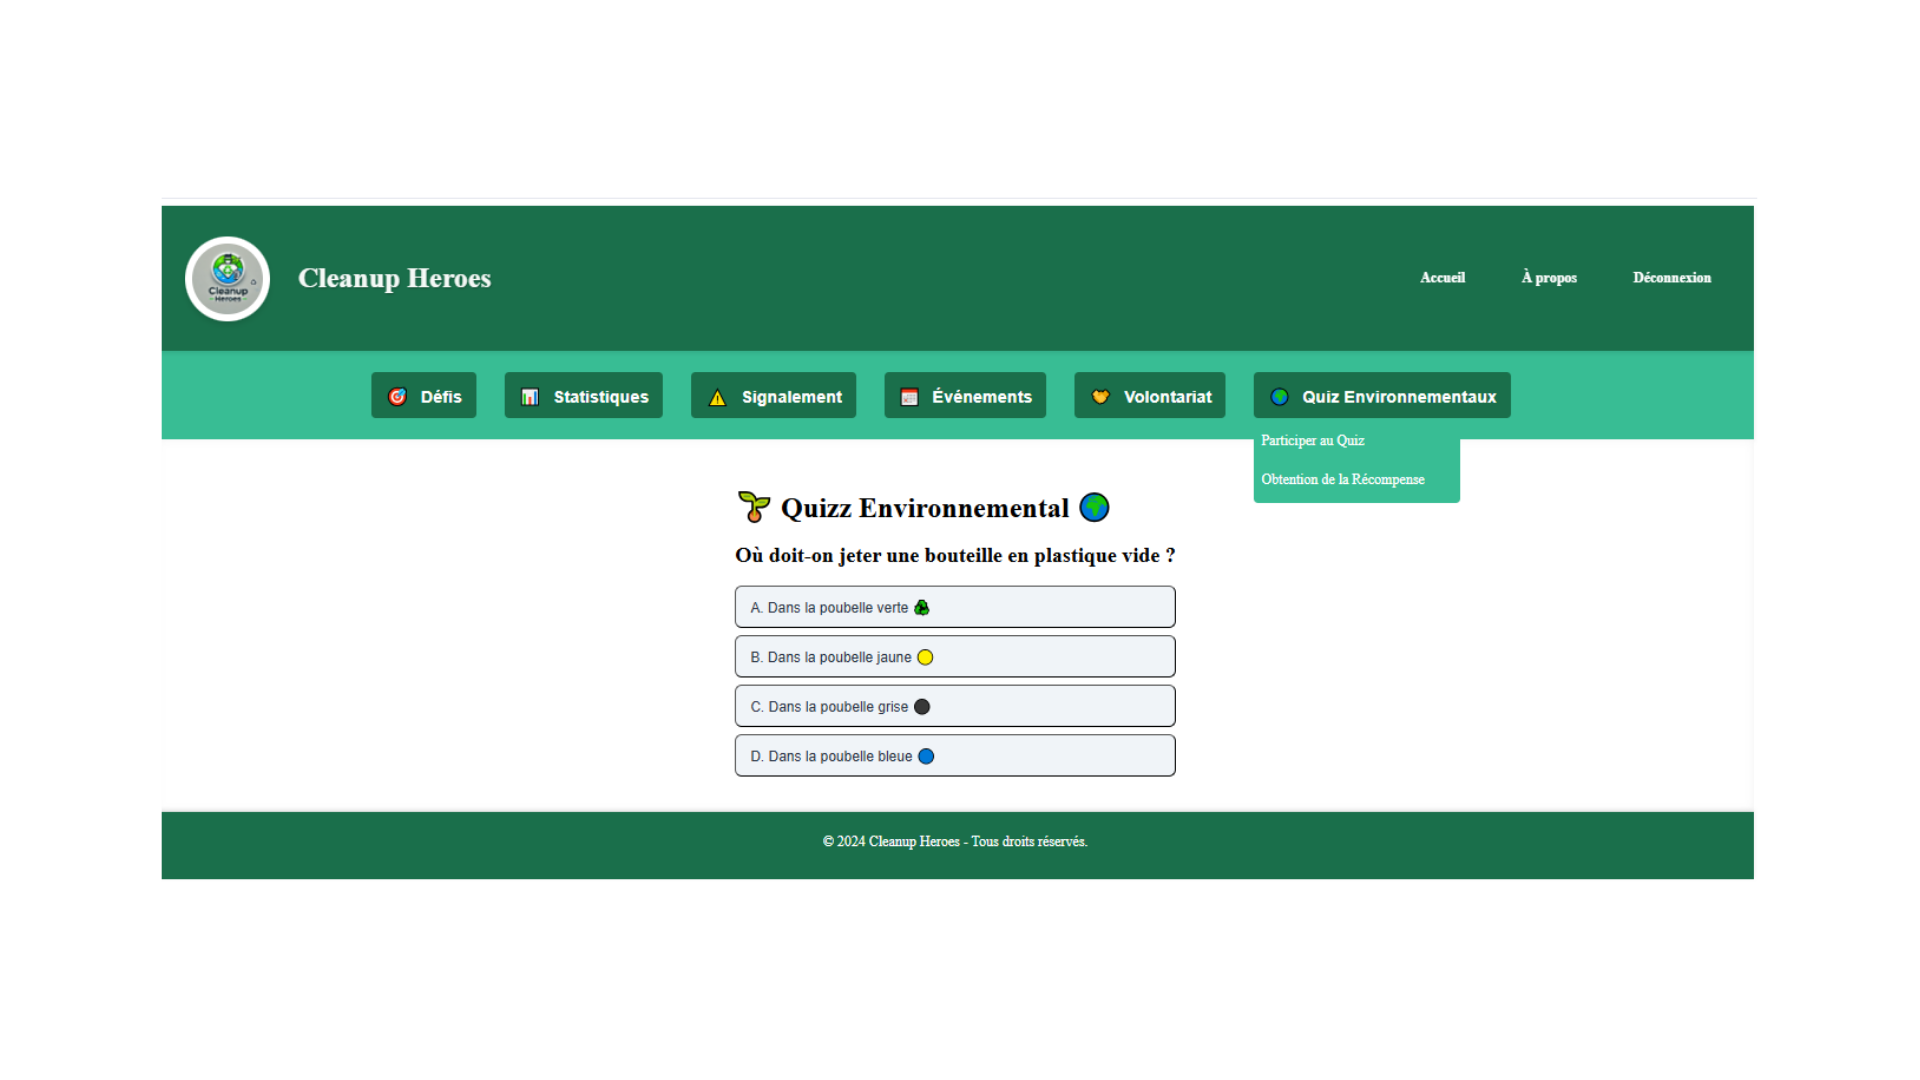 Cleanup
Heroes
Cleanup Heroes
Accueil
À propos
Déconnexion
Défis
Statistiques
Signalement
Événements
Volontariat
Quiz Environnementaux
Participer au Quiz
Obtention de la Récompense
Quizz Environnemental
Où doit-on jeter une bouteille en plastique vide ?
A. Dans la poubelle verte
B. Dans la poubelle jaune
C. Dans la poubelle grise
D. Dans la poubelle bleue
© 2024 Cleanup Heroes - Tous droits réservés.